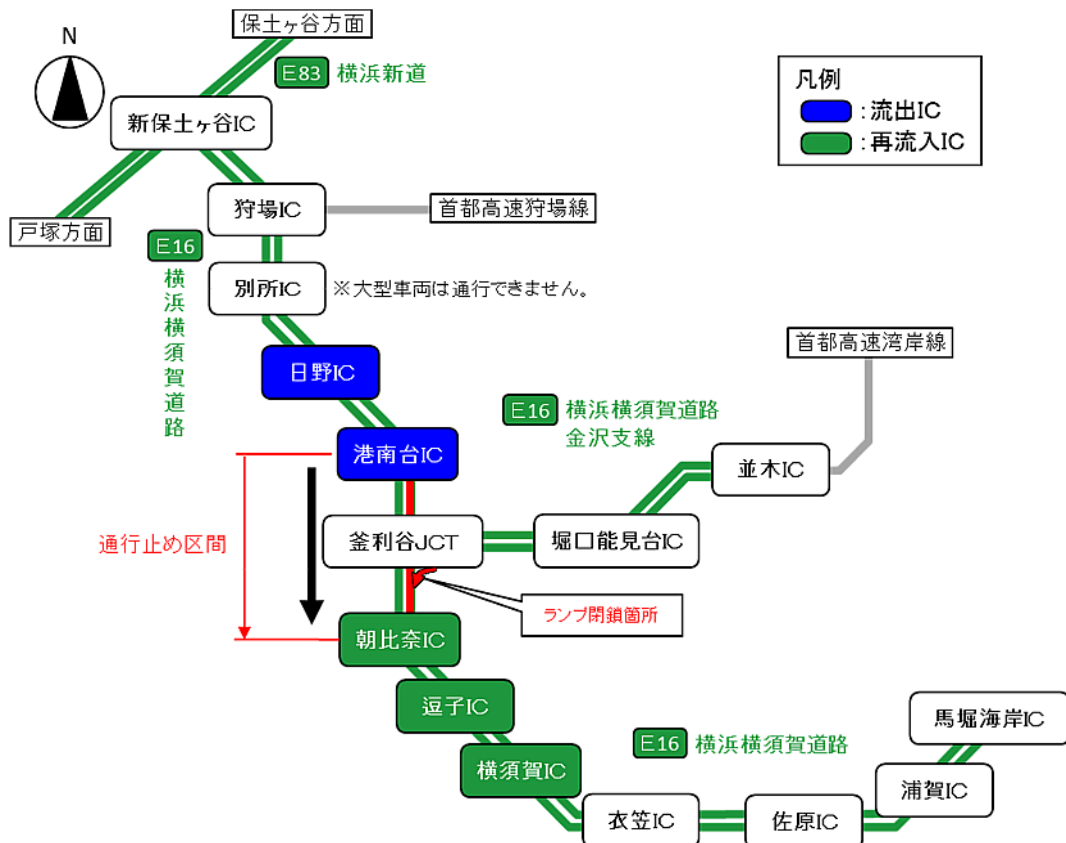 保土ヶ谷方面
N
E83 横浜新道
凡例
:流出IC
:再流入IC
新保土ヶ谷IC
狩場IC
首都高速狩場線
戸塚方面
E16
横浜横須賀道路
別所IC
※大型車両は通行できません。
首都高速湾岸線
日野IC
E16 横浜横須賀道路
金沢支線
港南台IC
並木IC
通行止め区間
釜利谷JCT
堀口能見台IC
ランプ閉鎖箇所
朝比奈IC
逗子IC
馬堀海岸IC
E16 横浜横須賀道路
横須賀IC
浦賀IC
衣笠IC
佐原IC